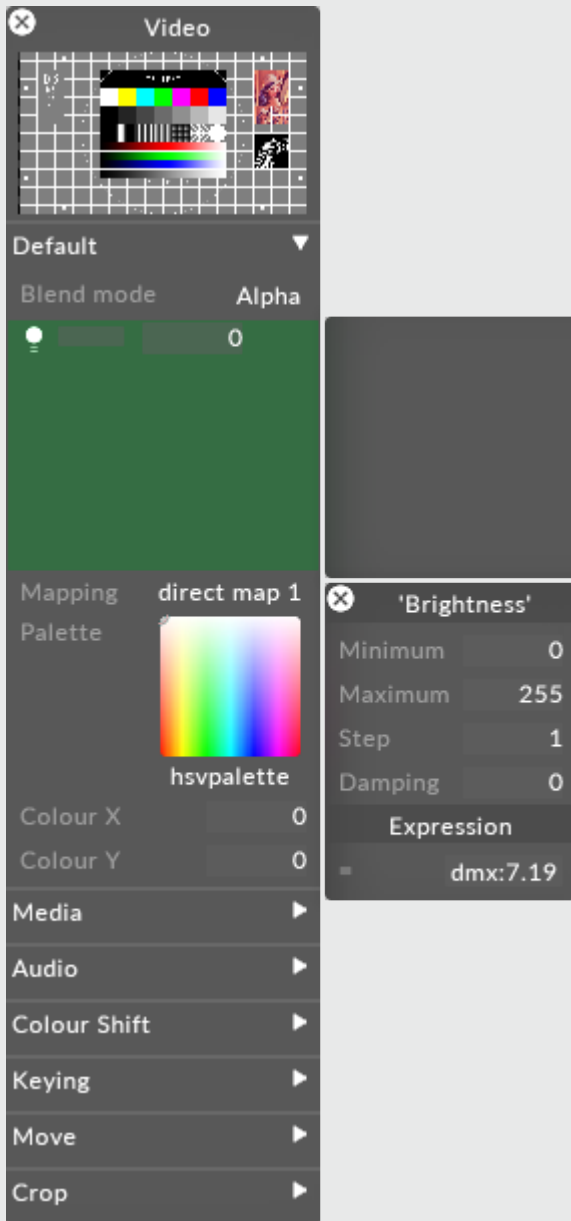 Video
Default
Blend mode Alpha
0
Mapping direct map 1
Palette
hsvpalette
Colour X 0
Colour Y 0
Media
Audio
Colour Shift
Keying
Move
Crop
'Brightness'
Minimum 0
Maximum 255
Step 1
Damping 0
Expression
= dmx:7.19